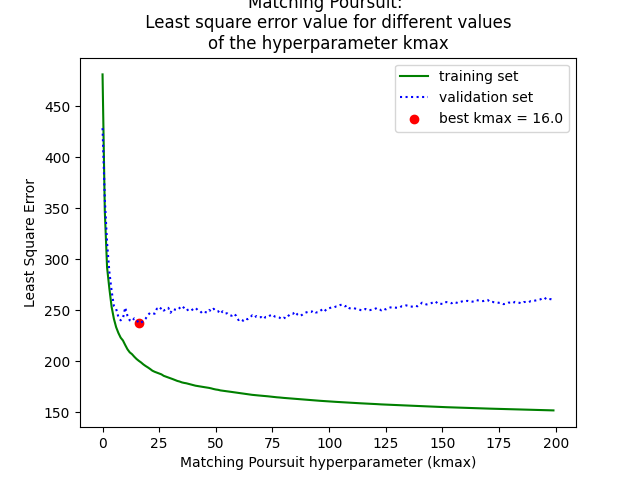 Matching Poursuit:
Least square error value for different values
of the hyperparameter kmax
training set
validation set
best kmax = 16.0
Least Square Error
450
400
350
300
250
200
150
0 25 50 75 100 125 150 175 200
Matching Poursuit hyperparameter (kmax)